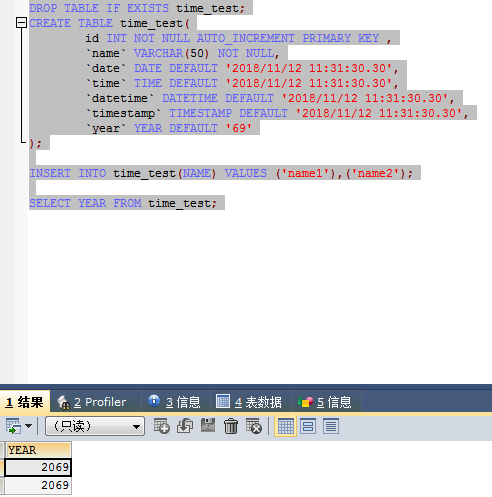 DROP TABLE IF EXISTS time_test;
CREATE TABLE time_test(
id INT NOT NULL AUTO_INCREMENT PRIMARY KEY ,
`name` VARCHAR(50) NOT NULL,
`date` DATE DEFAULT '2018/11/12 11:31:30.30',
`time` TIME DEFAULT '2018/11/12 11:31:30.30',
`datetime` DATETIME DEFAULT '2018/11/12 11:31:30.30',
`timestamp` TIMESTAMP DEFAULT '2018/11/12 11:31:30.30',
`year` YEAR DEFAULT '69'
);
INSERT INTO time_test(NAME) VALUES ('name1'),('name2');
SELECT YEAR FROM time_test;
1 结果 2 Profiler 3 信息 4 表数据 5 信息
(只读)
YEAR
2069
2069